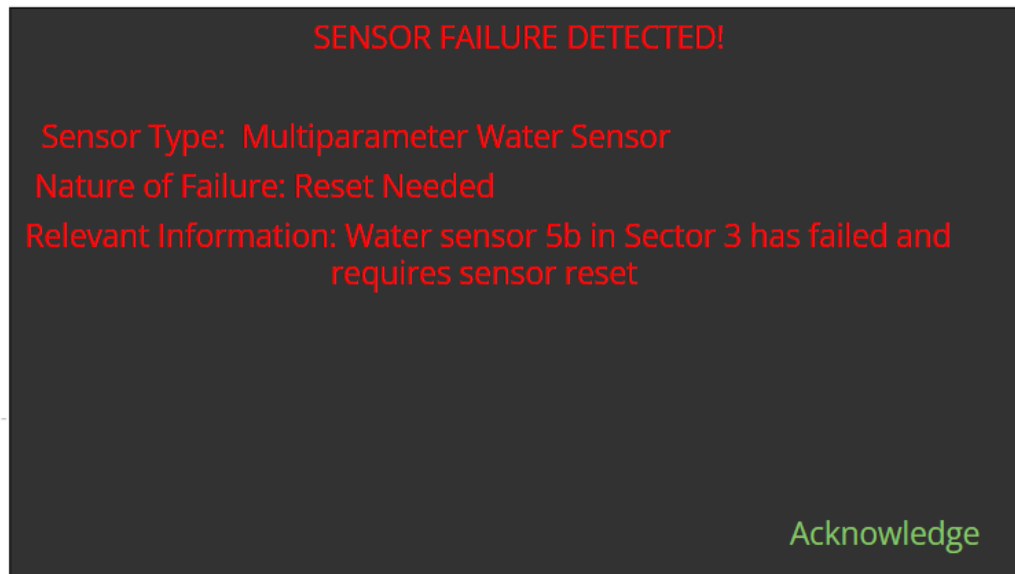 SENSOR FAILURE DETECTED!
Sensor Type: Multiparameter Water Sensor
Nature of Failure: Reset Needed
Relevant Information: Water sensor 5b in Sector 3 has failed and
requires sensor reset
Acknowledge